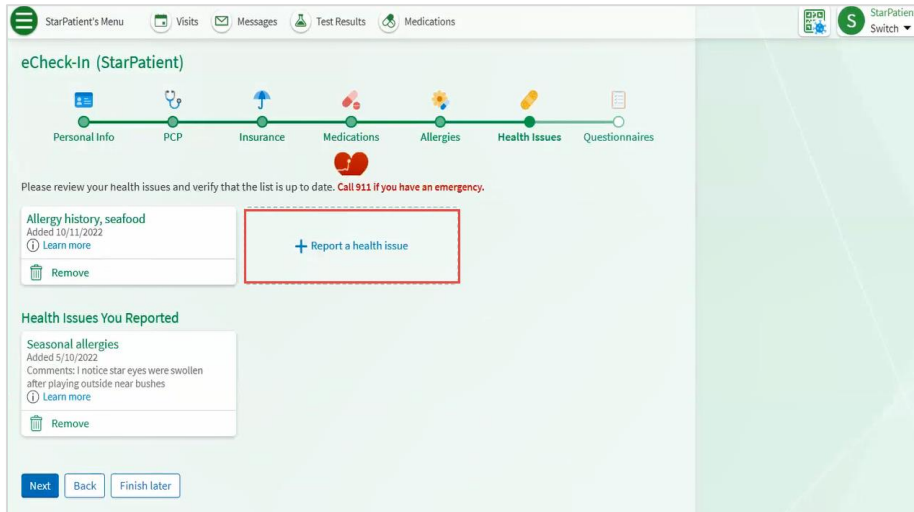 StarPatient's Menu Visits Messages Test Results Medications
S StarPatien
Switch
eCheck-In (StarPatient)
Personal Info PCP Insurance Medications Allergies Health Issues Questionnaires
Please review your health issues and verify that the list is up to date. Call 911 if you have an emergency.
Allergy history, seafood
Added 10/11/2022
Learn more
Remove
+ Report a health issue
Health Issues You Reported
Seasonal allergies
Added 5/10/2022
Comments: I notice star eyes were swollen
after playing outside near bushes
Learn more
Remove
Next Back Finish later